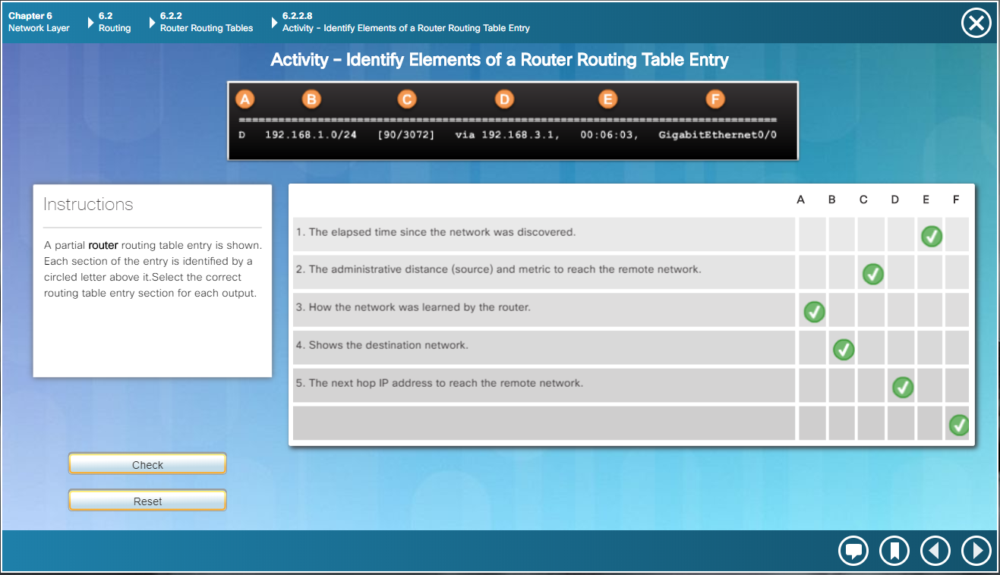 Chapter 6
Network Layer
6.2
Routing
6.2.2
Router Routing Tables
6.2.2.8
Activity – Identify Elements of a Router Routing Table Entry
Activity – Identify Elements of a Router Routing Table Entry
A B C D E F
================================================================================
D 192.168.1.0/24 [90/3072] via 192.168.3.1, 00:06:03, GigabitEthernet0/0
Instructions
A partial router routing table entry is shown.
Each section of the entry is identified by a
circled letter above it.Select the correct
routing table entry section for each output.
A B C D E F
1. The elapsed time since the network was discovered.
2. The administrative distance (source) and metric to reach the remote network.
3. How the network was learned by the router.
4. Shows the destination network.
5. The next hop IP address to reach the remote network.
Check
Reset